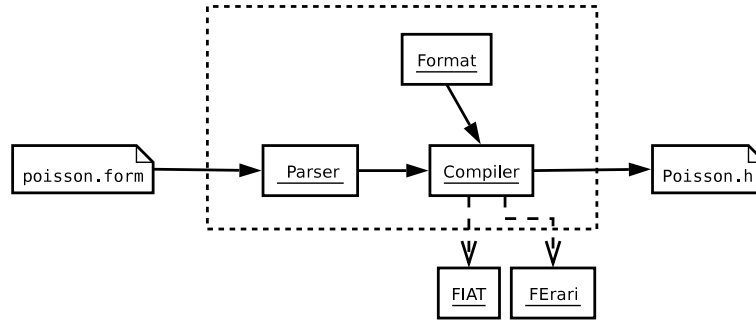 Format
poisson.form
Parser
Compiler
Poisson.h
FIAT
FErari